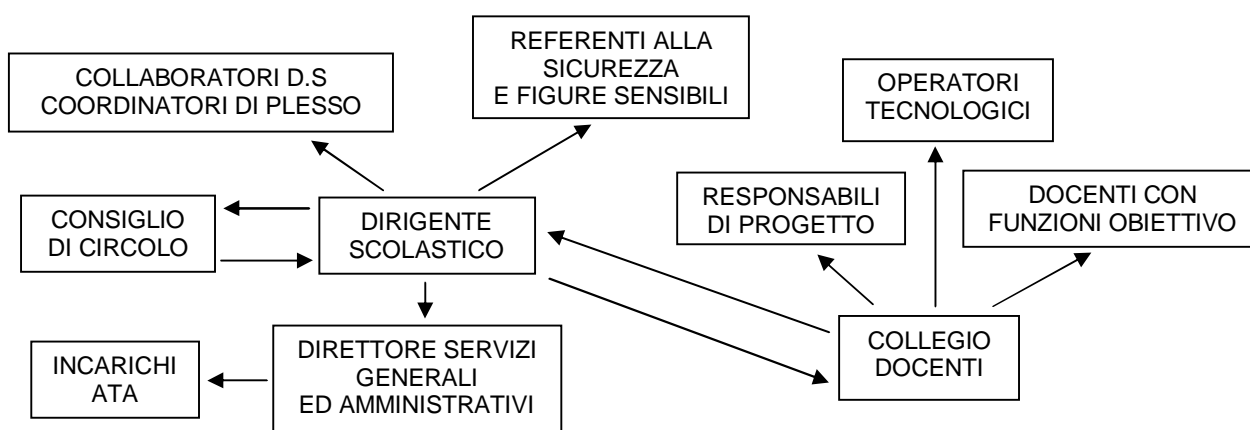 COLLABORATORI D.S
COORDINATORI DI PLESSO
REFERENTI ALLA
SICUREZZA
E FIGURE SENSIBILI
OPERATORI
TECNOLOGICI
CONSIGLIO
DI CIRCOLO
DIRIGENTE
SCOLASTICO
RESPONSABILI
DI PROGETTO
DOCENTI CON
FUNZIONI OBIETTIVO
INCARICHI
ATA
DIRETTORE SERVIZI
GENERALI
ED AMMINISTRATIVI
COLLEGIO
DOCENTI